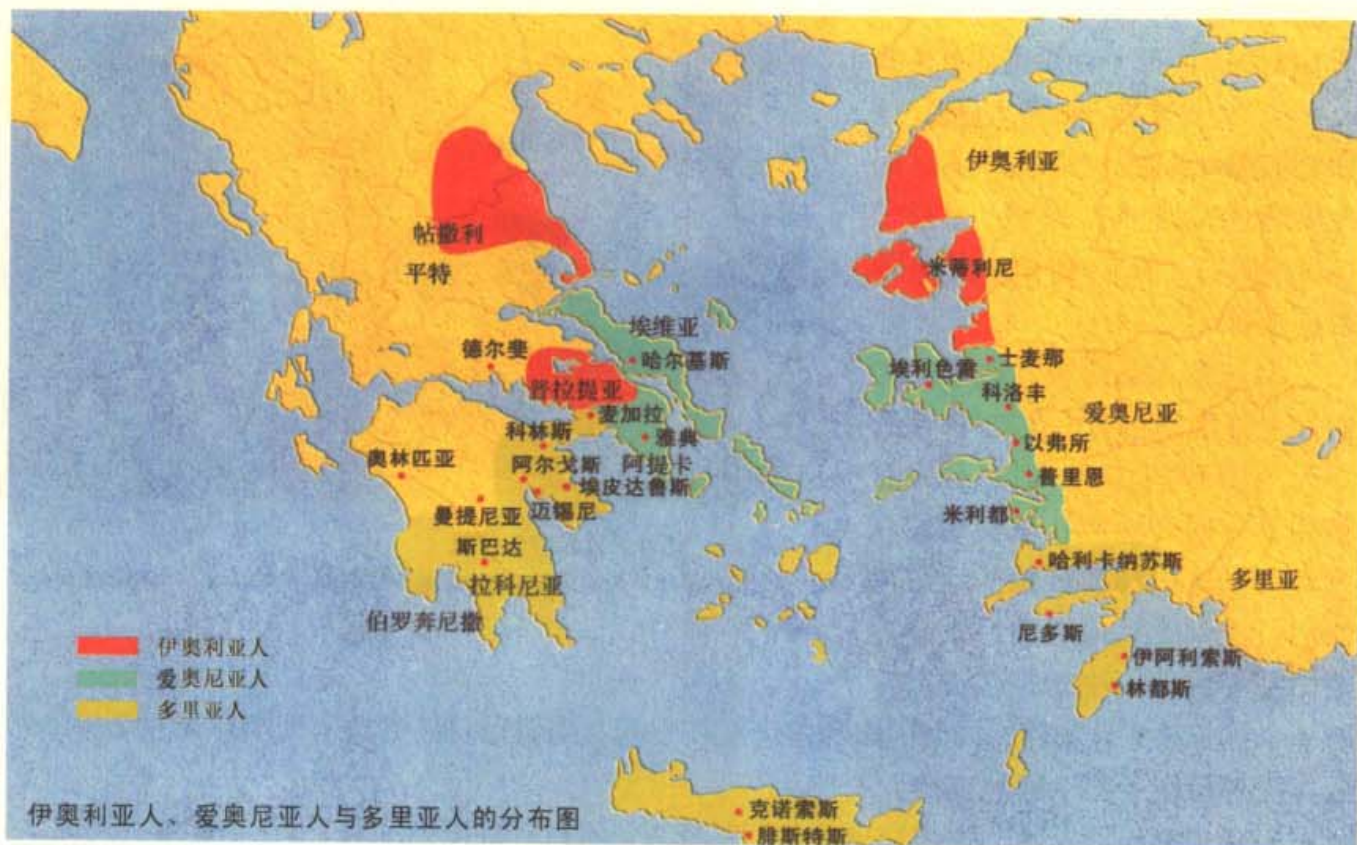 伊奥利亚
帖撒利
平特
米蒂利尼
埃维亚
德尔斐
哈尔基斯
士麦那
埃利色雷
普拉提亚
科洛丰
麦加拉
爱奥尼亚
科林斯
雅典
以弗所
奥林匹亚
阿尔戈斯
阿提卡
普里恩
埃皮达鲁斯
曼提尼亚
迈锡尼
米利都
斯巴达
哈利卡纳苏斯
拉科尼亚
多里亚
伯罗奔尼撒
尼多斯
伊奥利亚人
伊阿利索斯
爱奥尼亚人
林都斯
多里亚人
克诺索斯
伊奥利亚人、爱奥尼亚人与多里亚人的分布图
腓斯特斯